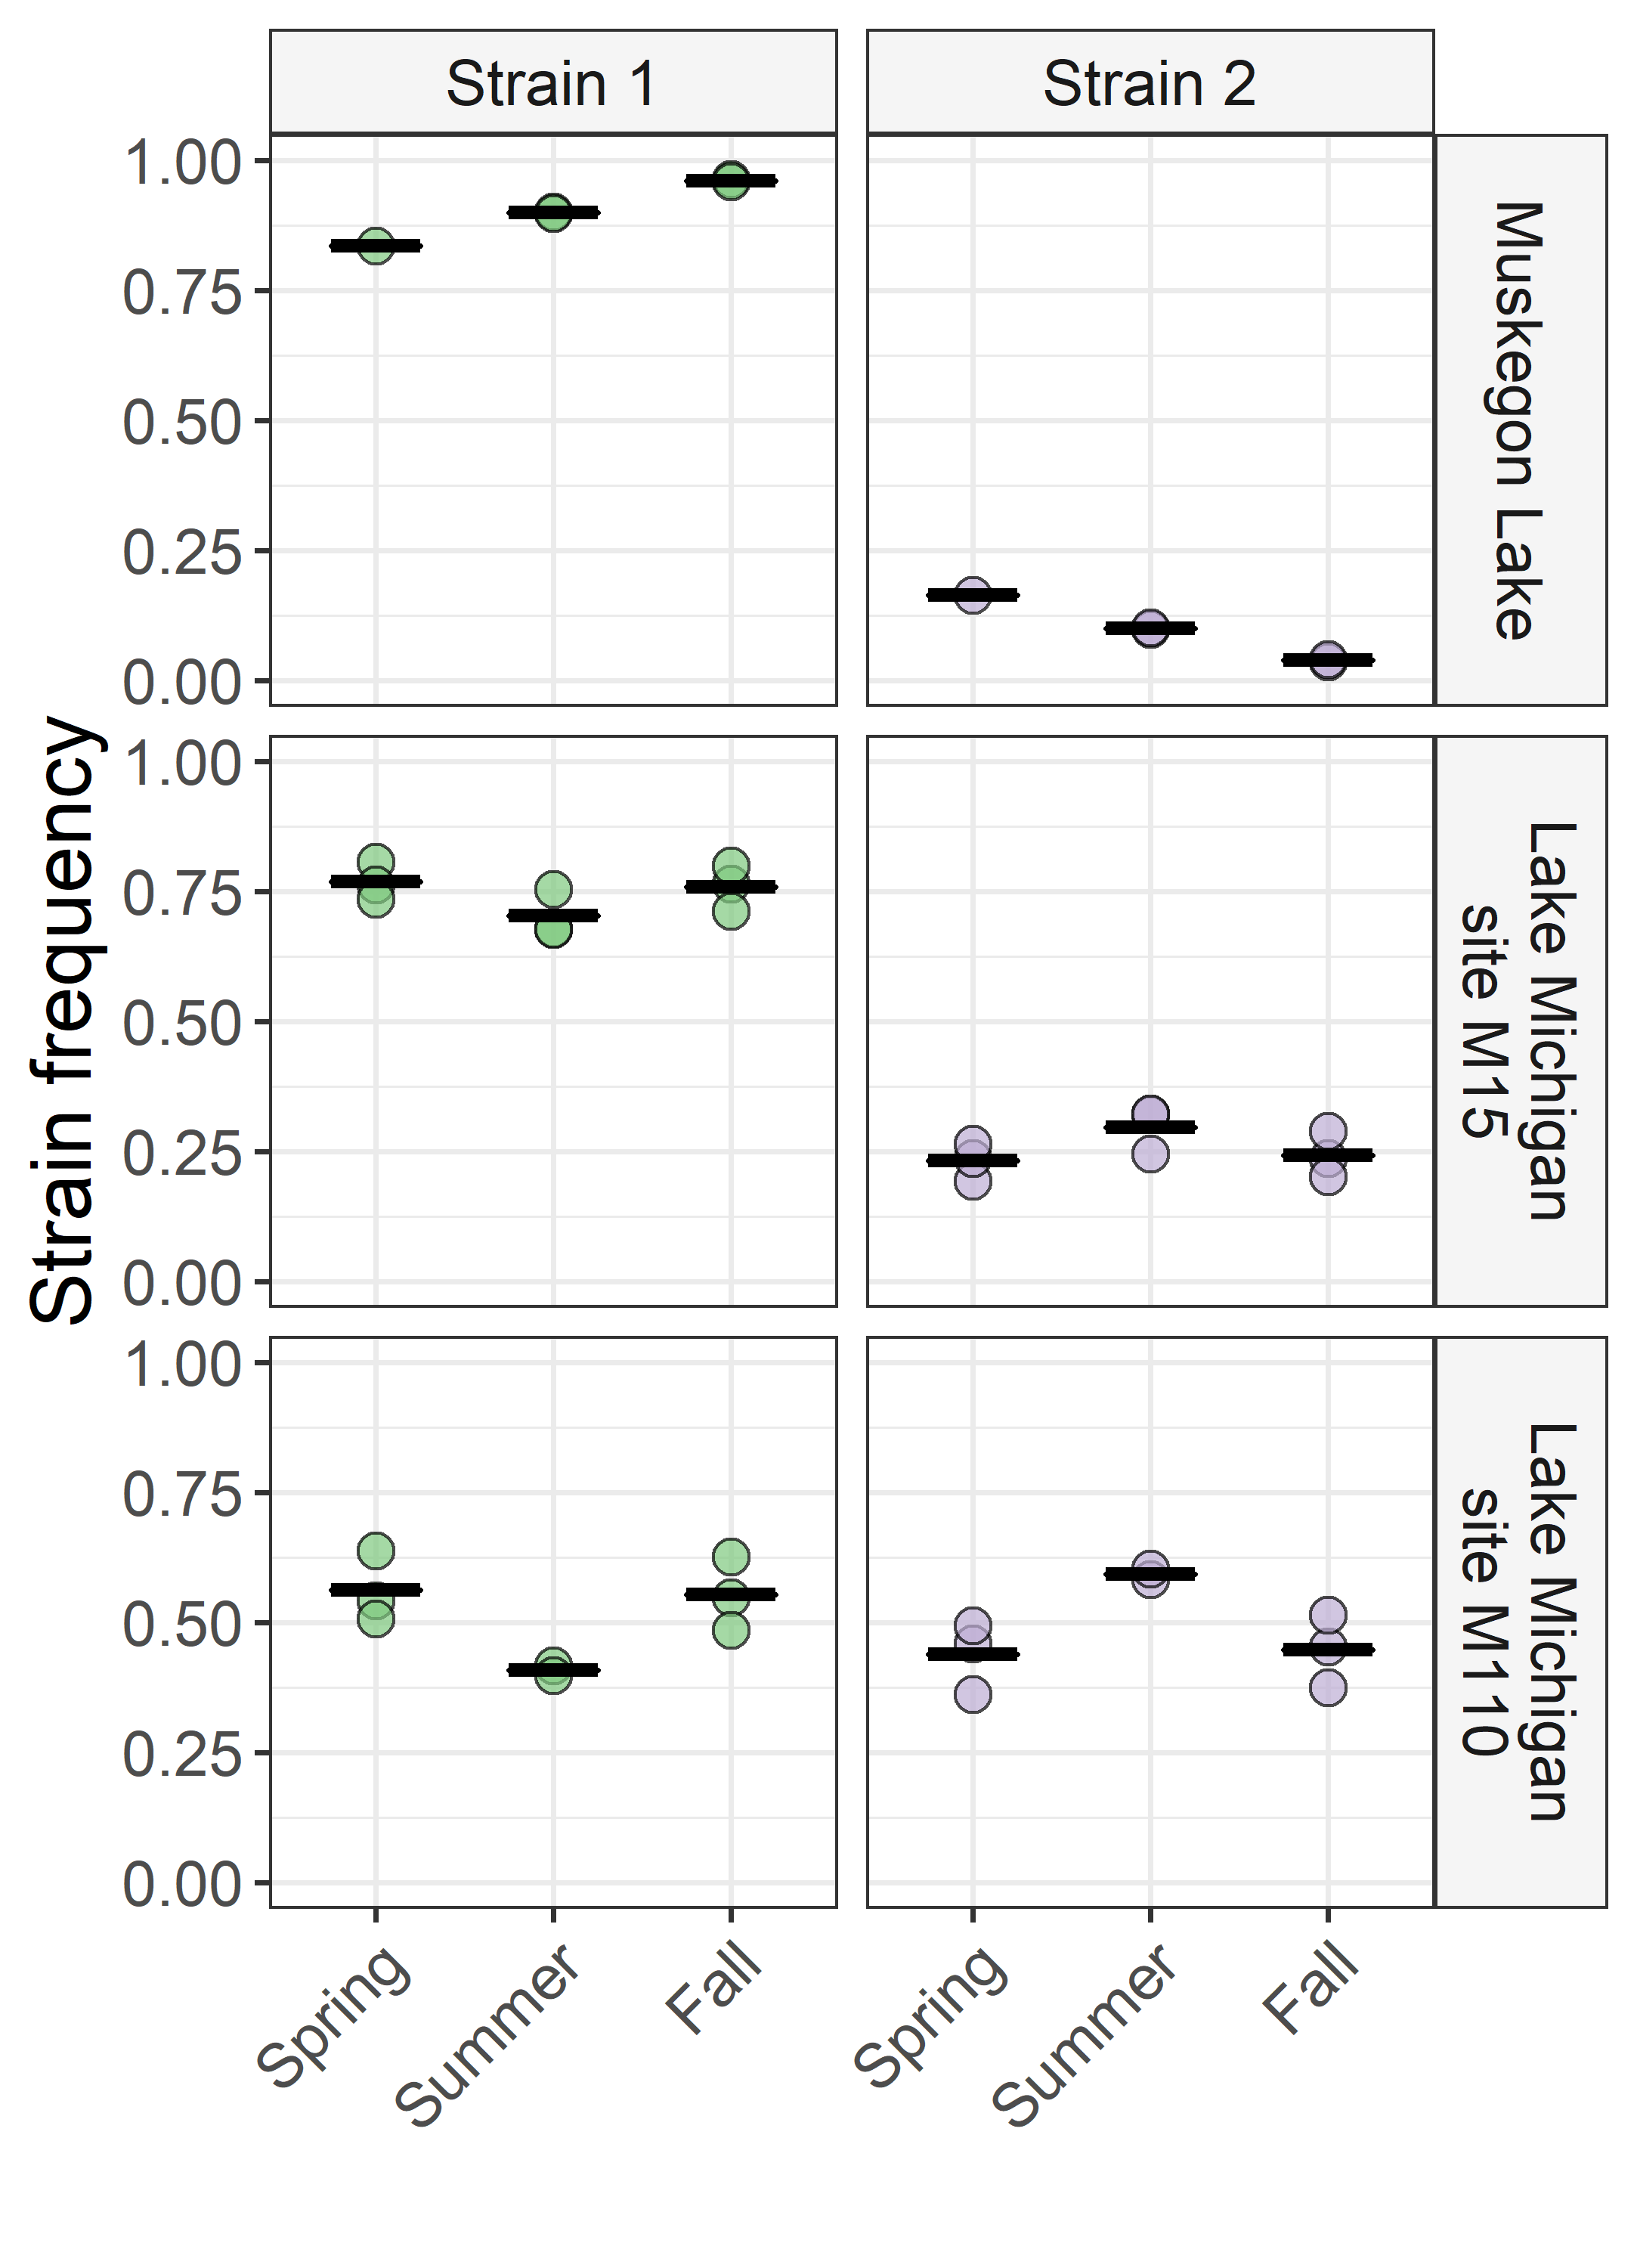 Strain 1
Strain 2
Strain frequency
1.00
0.75
0.50
0.25
0.00
Muskegon Lake
1.00
0.75
0.50
0.25
0.00
Lake Michigan
site M15
1.00
0.75
0.50
0.25
0.00
Lake Michigan
site M110
Spring
Summer
Fall
Spring
Summer
Fall